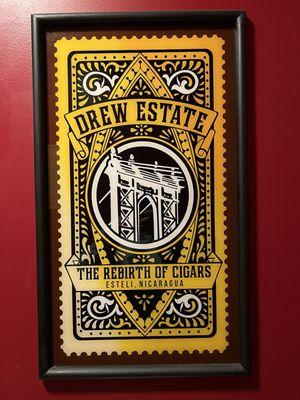 DREW ESTATE
THE REBIRTH OF CIGARS
ESTELI, NICARAGUA